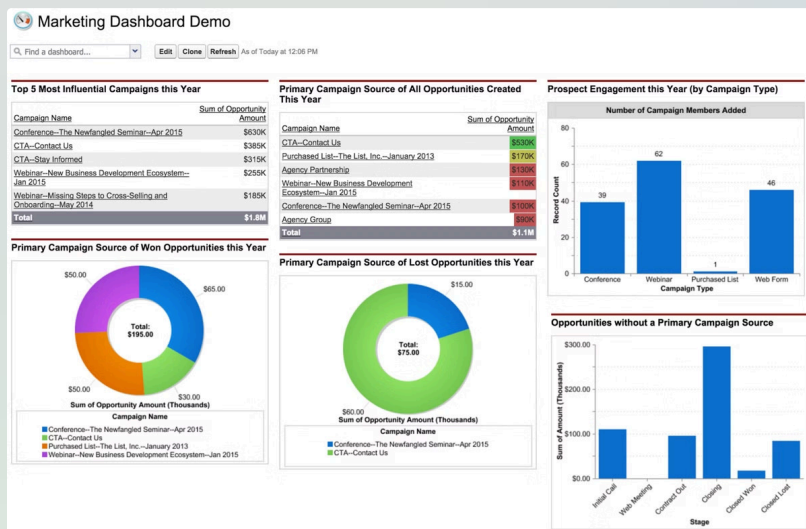 Marketing Dashboard Demo
Find a dashboard...
Edit Clone Refresh As of Today at 12:06 PM
Top 5 Most Influential Campaigns this Year
Campaign Name
Sum of Opportunity
Amount
Conference--The Newfangled Seminar--Apr 2015 $630K
CTA--Contact Us $385K
CTA--Stay Informed $315K
Webinar--New Business Development Ecosystem-- $255K
Jan 2015
Webinar--Missing Steps to Cross-Selling and $185K
Onboarding--May 2014
Total $1.8M
Primary Campaign Source of Won Opportunities this Year
$50.00
$65.00
Total:
$195.00
$50.00
$30.00
Sum of Opportunity Amount (Thousands)
Campaign Name
Conference--The Newfangled Seminar--Apr 2015
CTA--Contact Us
Purchased List--The List, Inc.--January 2013
Webinar--New Business Development Ecosystem--Jan 2015
Primary Campaign Source of All Opportunities Created
This Year
Campaign Name
Sum of Opportunity
Amount
CTA--Contact Us $530K
Purchased List--The List, Inc.--January 2013 $170K
Agency Partnership $130K
Webinar--New Business Development $110K
Ecosystem--Jan 2015
Conference--The Newfangled Seminar--Apr 2015 $100K
Agency Group $90K
Total $1.1M
Primary Campaign Source of Lost Opportunities this Year
$15.00
Total:
$75.00
$60.00
Sum of Opportunity Amount (Thousands)
Campaign Name
Conference--The Newfangled Seminar--Apr 2015
CTA--Contact Us
Prospect Engagement this Year (by Campaign Type)
Number of Campaign Members Added
Record Count
80
60
40
20
0
39
62
1
46
Conference Webinar Purchased List Web Form
Campaign Type
Opportunities without a Primary Campaign Source
Sum of Amount (Thousands)
$300.00
$200.00
$100.00
$0.00
Initial Call
Web Meeting
Contract Out
Closing
Closed Won
Closed Lost
Stage